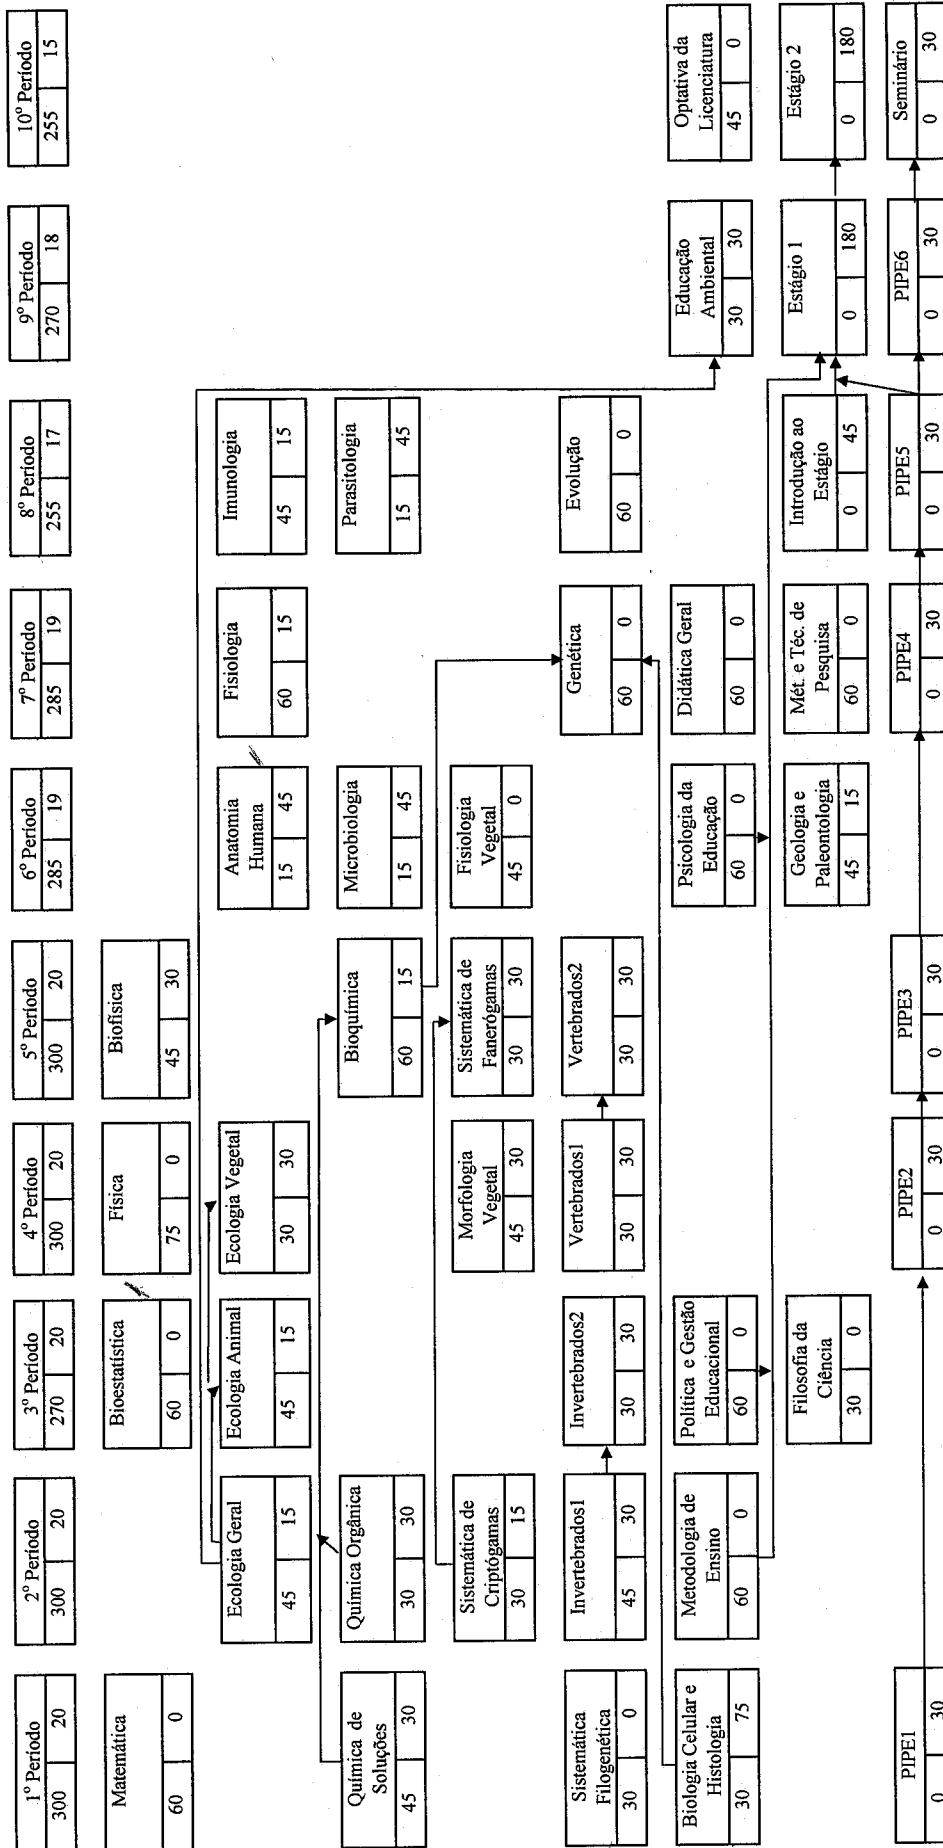 1º Período
300 20
2º Período
300 20
3º Período
270 20
4º Período
300 20
5º Período
300 20
6º Período
285 19
7º Período
285 19
8º Período
255 17
9º Período
270 18
10º Período
255 15
Matemática
60 0
Bioestatística
60 0
Física
75 0
Biofísica
45 30
Ecologia Geral
45 15
Ecologia Animal
45 15
Ecologia Vegetal
30 30
Anatomia
Humana
15 45
Fisiologia
60 15
Imunologia
45 15
Química de
Soluções
45 30
Química Orgânica
30 30
Bioquímica
60 15
Microbiologia
15 45
Parasitologia
15 45
Sistemática de
Criptógamas
30 15
Morfologia
Vegetal
45 30
Sistemática de
Fanerógamas
30 30
Fisiologia
Vegetal
45 0
Sistemática
Filogenética
30 0
Invertebrados1
45 30
Invertebrados2
30 30
Vertebrados1
30 30
Vertebrados2
30 30
Genética
60 0
Evolução
60 0
Biologia Celular e
Histologia
30 75
Metodologia de
Ensino
60 0
Política e Gestão
Educacional
60 0
Psicologia da
Educação
60 0
Didática Geral
60 0
Educação
Ambiental
30 30
Optativa da
Licenciatura
45 0
Filosofia da
Ciência
30 0
Geologia e
Paleontologia
45 15
Mét. e Téc. de
Pesquisa
60 0
Introdução ao
Estágio
0 45
Estágio 1
0 180
Estágio 2
0 180
PIPE1
0 30
PIPE2
0 30
PIPE3
0 30
PIPE4
0 30
PIPE5
0 30
PIPE6
0 30
Seminário
0 30